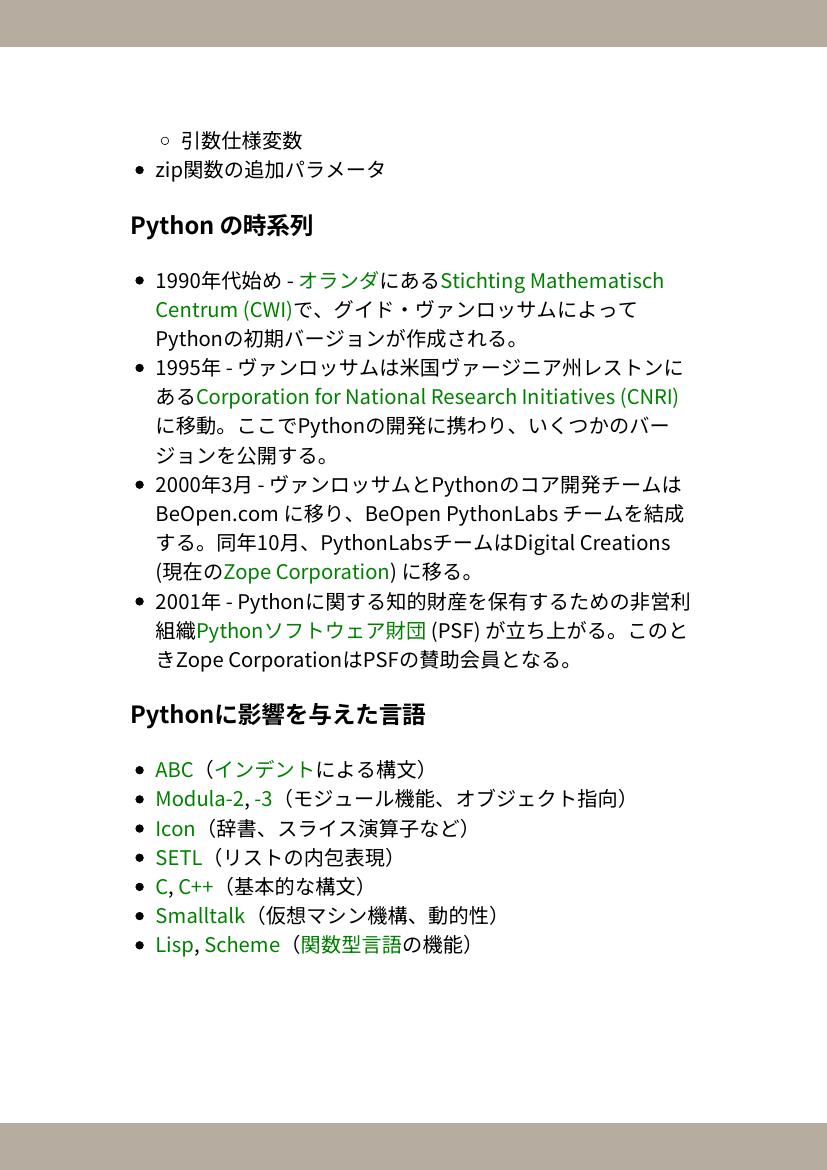 引数仕様変数
zip関数の追加パラメータ
Python の時系列
1990年代始め - オランダにあるStichting Mathematisch
Centrum (CWI)で、グイド・ヴァンロッサムによって
Pythonの初期バージョンが作成される。
1995年 - ヴァンロッサムは米国ヴァージニア州レストンに
あるCorporation for National Research Initiatives (CNRI)
に移動。ここでPythonの開発に携わり、いくつかのバー
ジョンを公開する。
2000年3月 - ヴァンロッサムとPythonのコア開発チームは
BeOpen.com に移り、BeOpen PythonLabs チームを結成
する。同年10月、PythonLabsチームはDigital Creations
(現在のZope Corporation) に移る。
2001年 - Pythonに関する知的財産を保有するための非営利
組織Pythonソフトウェア財団 (PSF) が立ち上がる。このと
きZope CorporationはPSFの賛助会員となる。
Pythonに影響を与えた言語
ABC（インデントによる構文）
Modula-2, -3（モジュール機能、オブジェクト指向）
Icon（辞書、スライス演算子など）
SETL（リストの内包表現）
C, C++（基本的な構文）
Smalltalk（仮想マシン機構、動的性）
Lisp, Scheme（関数型言語の機能）